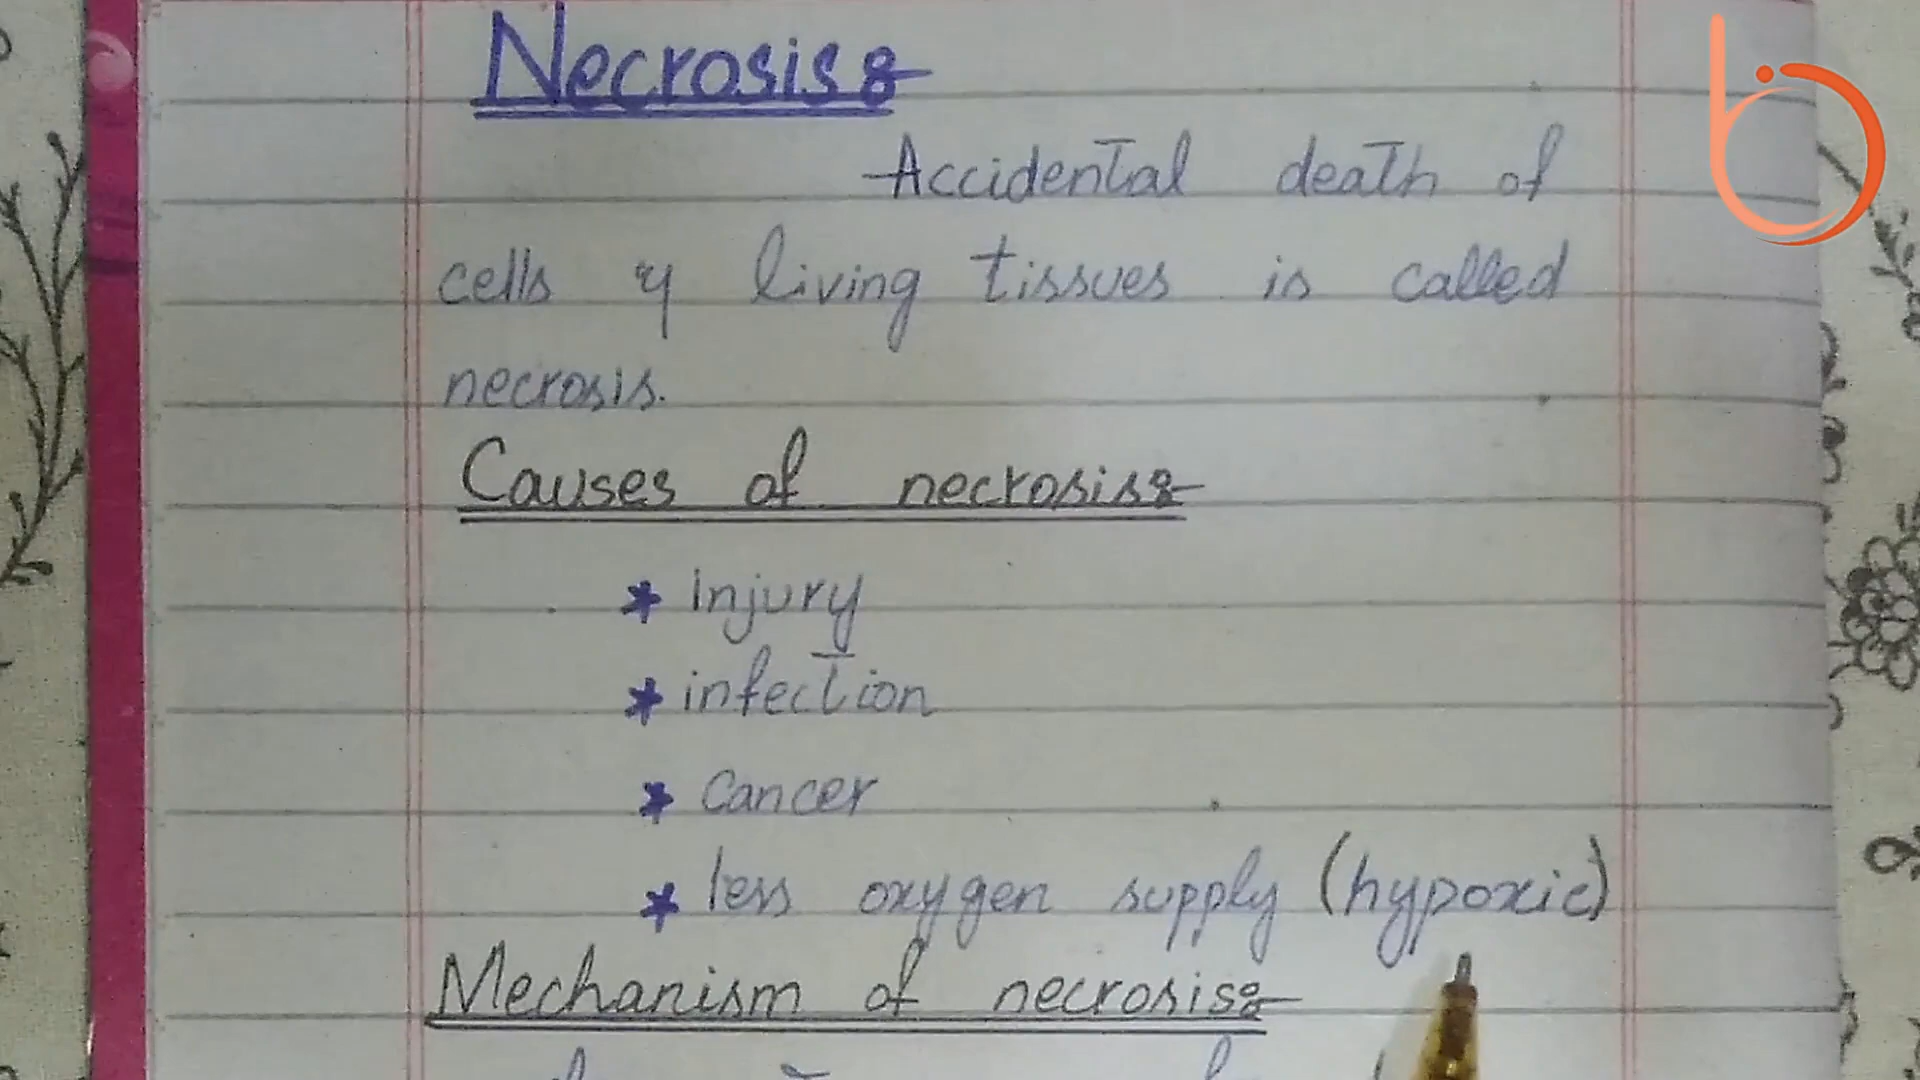 Necrosis:-
Accidental death of
cells & living tissues is called
necrosis.
Causes of necrosis:-
* injury
* infection
* cancer
* less oxygen supply (hypoxic)
Mechanism of necrosis:-